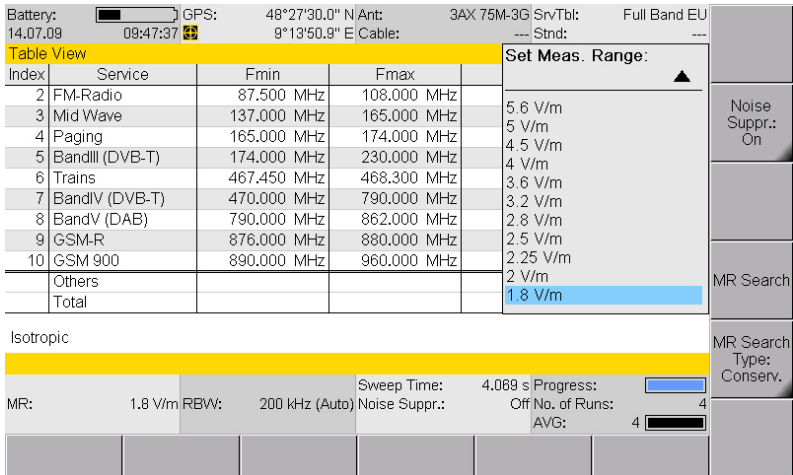 Battery: GPS: 48°27'30.0" N Ant: 3AX 75M-3G SrvTbl: Full Band EU
14.07.09 09:47:37 9°13'50.9" E Cable: --- Stnd: ---
Table View
Index Service Fmin Fmax
2 FM-Radio 87.500 MHz 108.000 MHz
3 Mid Wave 137.000 MHz 165.000 MHz
4 Paging 165.000 MHz 174.000 MHz
5 BandIII (DVB-T) 174.000 MHz 230.000 MHz
6 Trains 467.450 MHz 468.300 MHz
7 BandIV (DVB-T) 470.000 MHz 790.000 MHz
8 BandV (DAB) 790.000 MHz 862.000 MHz
9 GSM-R 876.000 MHz 880.000 MHz
10 GSM 900 890.000 MHz 960.000 MHz
Others
Total
Set Meas. Range:
5.6 V/m
5 V/m
4.5 V/m
4 V/m
3.6 V/m
3.2 V/m
2.8 V/m
2.5 V/m
2.25 V/m
2 V/m
1.8 V/m
Noise
Suppr.:
On
MR Search
MR Search
Type:
Conserv.
Isotropic
Sweep Time: 4.069 s Progress:
MR: 1.8 V/m RBW: 200 kHz (Auto) Noise Suppr.: Off No. of Runs: 4
AVG: 4